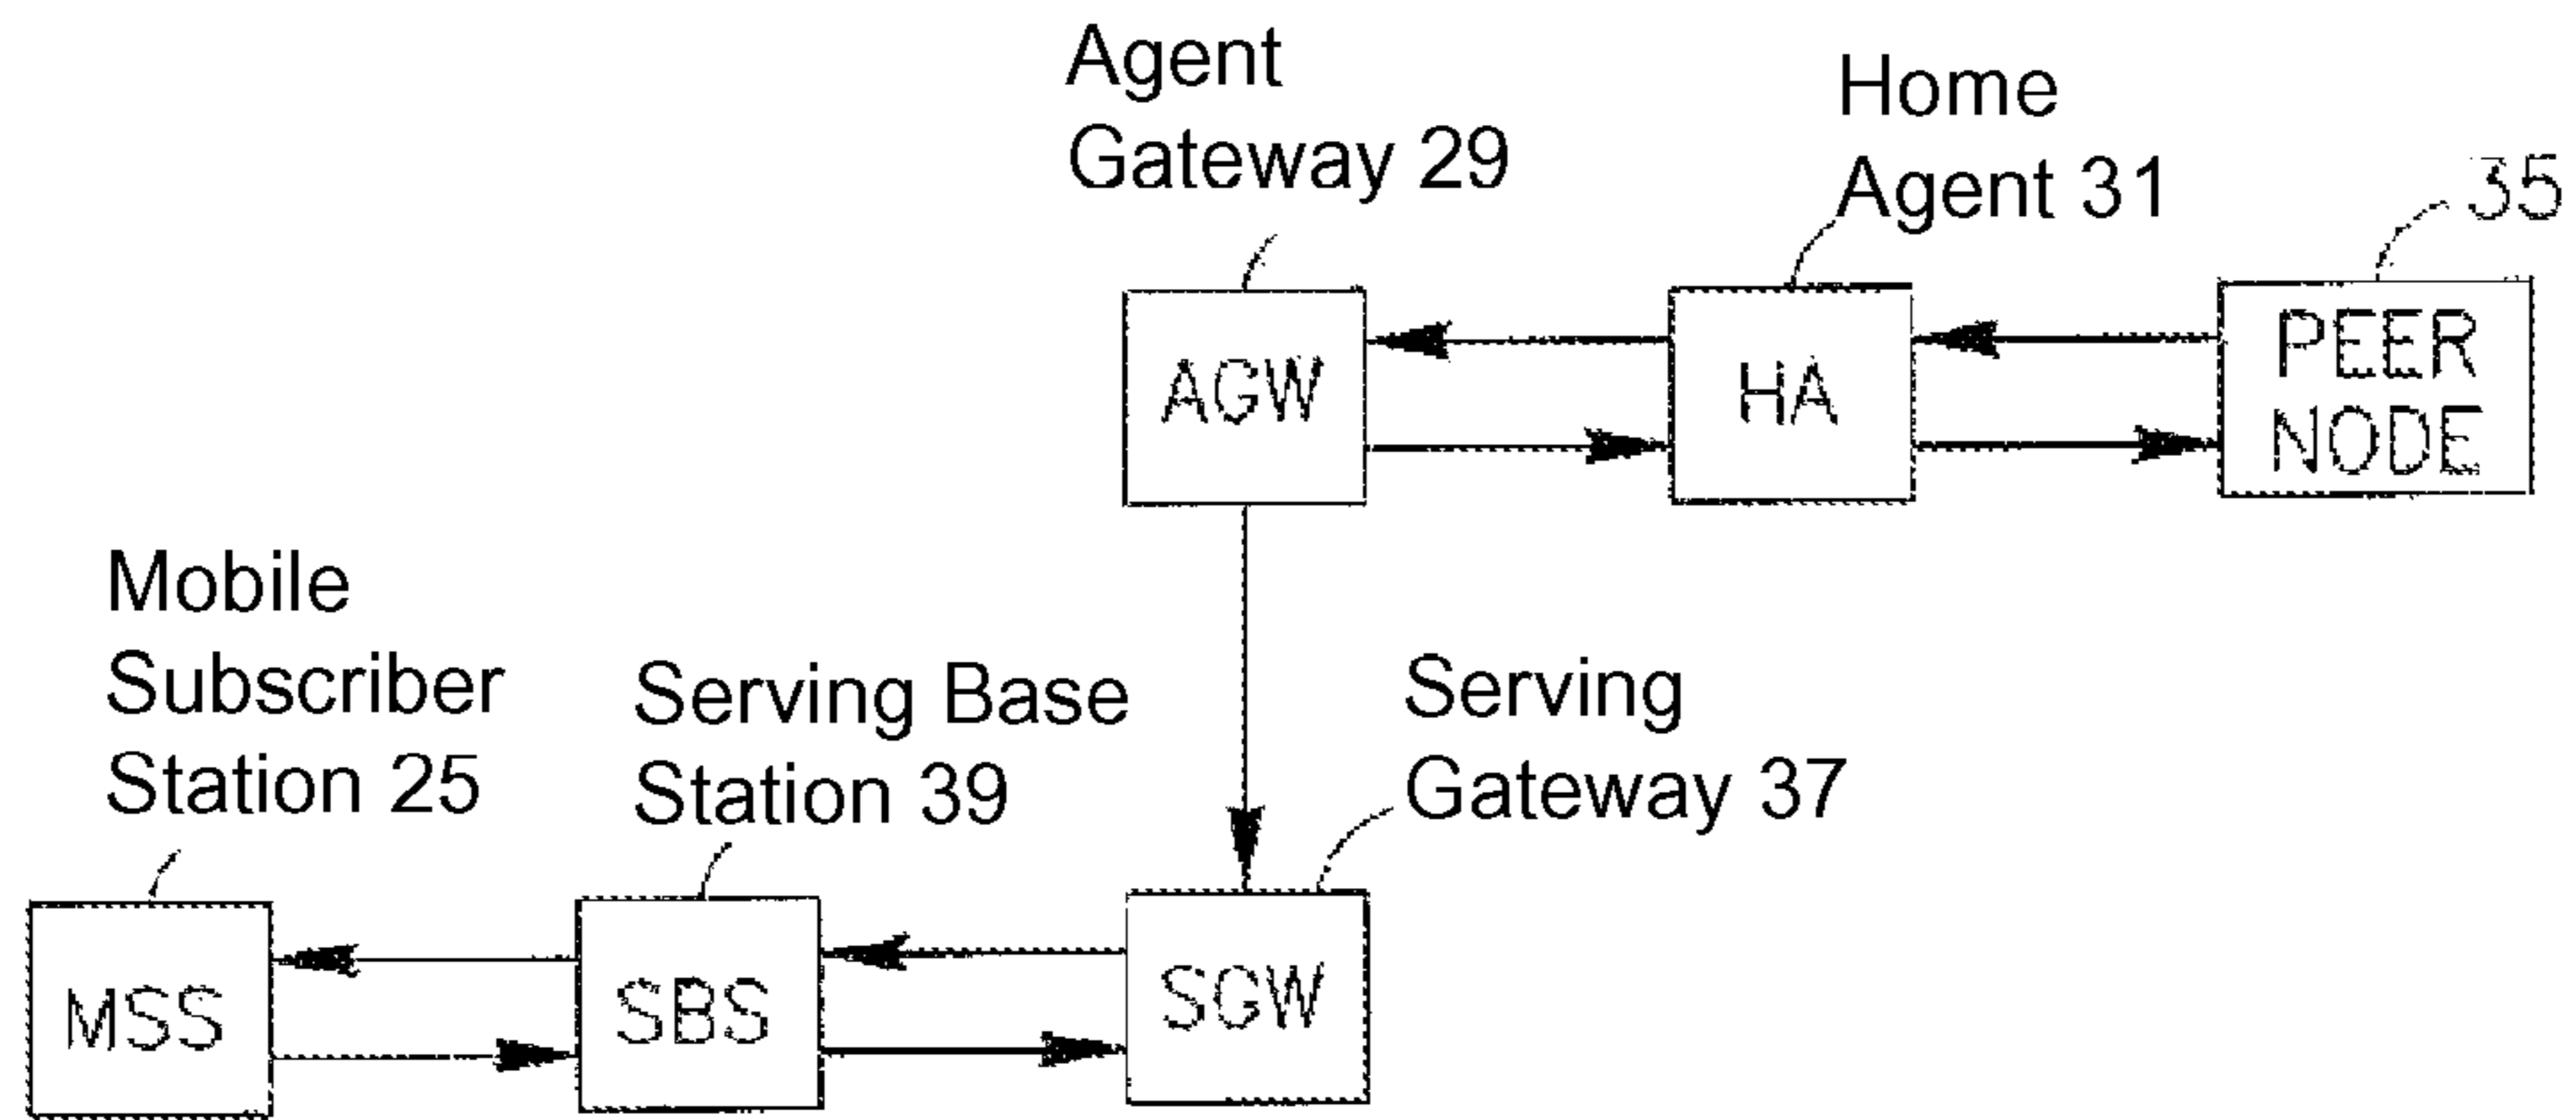 Agent
Gateway 29
Home
Agent 31
35
AGW
HA
PEER
NODE
Mobile
Subscriber
Station 25
Serving Base
Station 39
Serving
Gateway 37
MSS
SBS
SGW